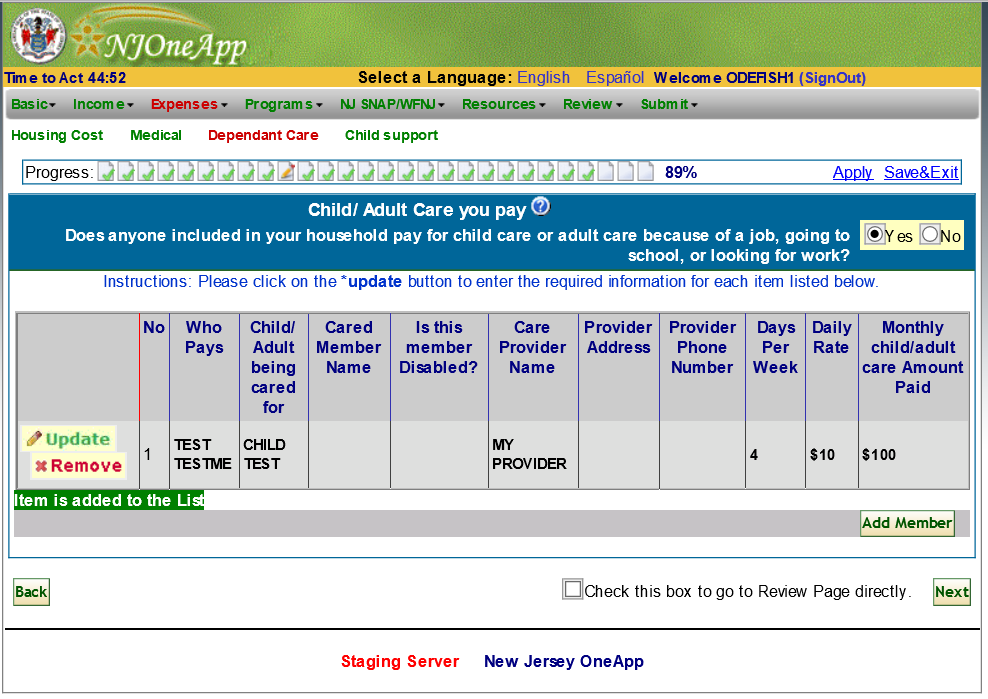 NJOneApp
Time to Act 44:52 Select a Language: English Español Welcome ODEFISH1 (SignOut)
Basic Income Expenses Programs NJ SNAP/WFNJ Resources Review Submit
Housing Cost Medical Dependant Care Child support
Progress: 89% Apply Save&Exit
Child/ Adult Care you pay ?
Does anyone included in your household pay for child care or adult care because of a job, going to
school, or looking for work?
Yes No
Instructions: Please click on the *update button to enter the required information for each item listed below.
No
Who
Pays
Child/
Adult
being
cared
for
Cared
Member
Name
Is this
member
Disabled?
Care
Provider
Name
Provider
Address
Provider
Phone
Number
Days
Per
Week
Daily
Rate
Monthly
child/adult
care Amount
Paid
Update
Remove
1
TEST
TESTME
CHILD
TEST
MY
PROVIDER
4
$10
$100
Item is added to the List
Add Member
Back Check this box to go to Review Page directly. Next
Staging Server New Jersey OneApp